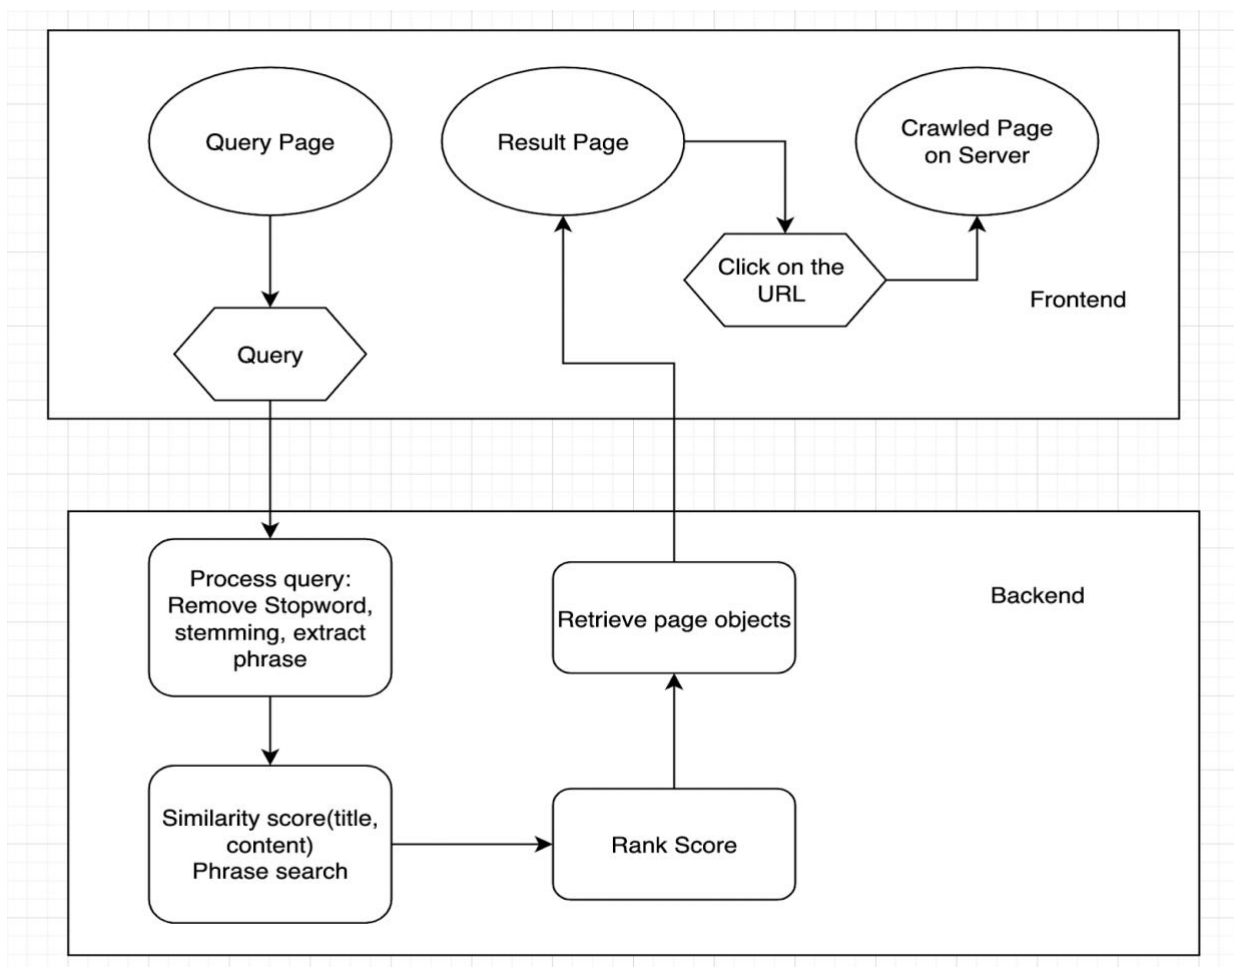 Query Page
Result Page
Crawled Page
on Server
Click on the
URL
Frontend
Query
Process query:
Remove Stopword,
stemming, extract
phrase
Retrieve page objects
Backend
Similarity score(title,
content)
Phrase search
Rank Score